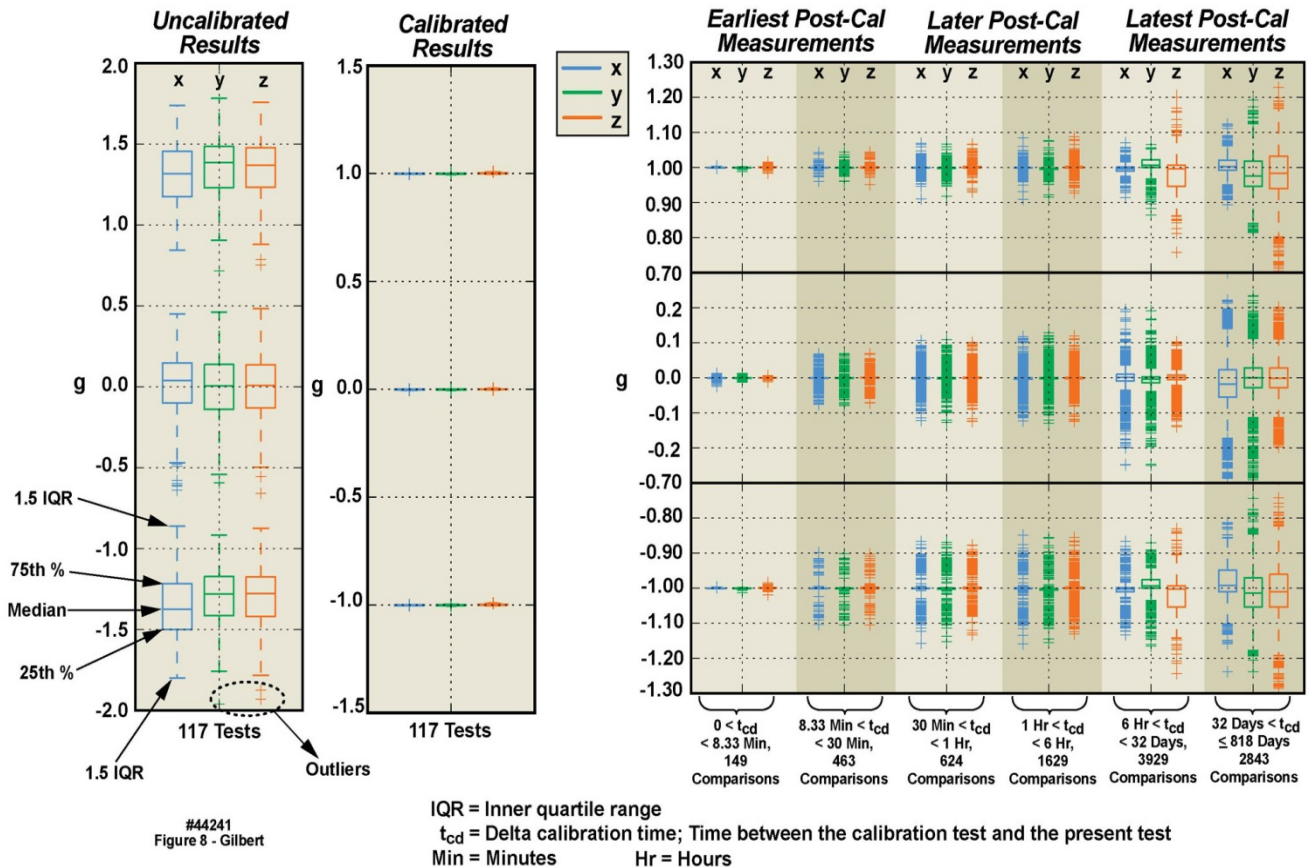 Uncalibrated
Results
Calibrated
Results
Earliest Post-Cal
Measurements
Later Post-Cal
Measurements
Latest Post-Cal
Measurements
x y z
2.0
1.5
1.0
0.5
0.0
-0.5
-1.0
-1.5
-2.0
g
117 Tests
1.5 IQR
75th %
Median
25th %
1.5 IQR
Outliers
1.5
1.0
0.5
0.0
-0.5
-1.0
-1.5
g
117 Tests
x
y
z
x y z
x y z
x y z
x y z
x y z
x y z
1.30
1.20
1.10
1.00
0.90
0.80
0.70
0.2
0.1
0.0
-0.1
-0.2
-0.70
-0.80
-0.90
-1.00
-1.10
-1.20
-1.30
g
0 < tcd
< 8.33 Min,
149
Comparisons
8.33 Min < tcd
< 30 Min,
463
Comparisons
30 Min < tcd
< 1 Hr,
624
Comparisons
1 Hr < tcd
< 6 Hr,
1629
Comparisons
6 Hr < tcd
< 32 Days,
3929
Comparisons
32 Days < tcd
≤ 818 Days
2843
Comparisons
#44241
Figure 8 - Gilbert
IQR = Inner quartile range
tcd = Delta calibration time; Time between the calibration test and the present test
Min = Minutes Hr = Hours